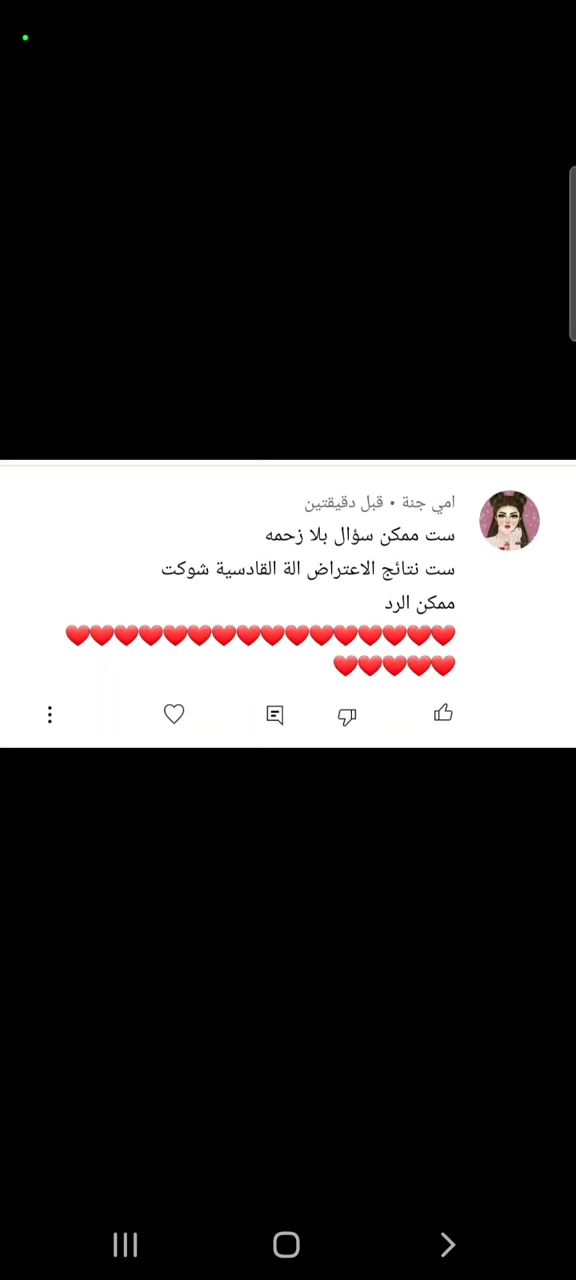 امي جنة • قبل دقيقتين
ست ممكن سؤال بلا زحمه
ست نتائج الاعتراض الة القادسية شوكت
ممكن الرد
❤️❤️❤️❤️❤️❤️❤️❤️❤️❤️❤️❤️❤️❤️❤️❤️
❤️❤️❤️❤️❤️